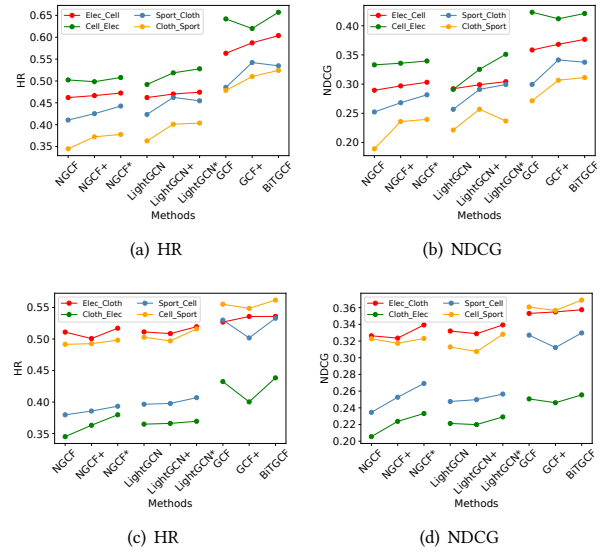 Elec_Cell
Cell_Elec
Sport_Cloth
Cloth_Sport
HR
0.65
0.60
0.55
0.50
0.45
0.40
0.35
NGCF
NGCF+
NGCF*
LightGCN
LightGCN+
LightGCN*
GCF
GCF+
BiTGCF
Methods
(a) HR
Elec_Cell
Cell_Elec
Sport_Cloth
Cloth_Sport
NDCG
0.40
0.35
0.30
0.25
0.20
NGCF
NGCF+
NGCF*
LightGCN
LightGCN+
LightGCN*
GCF
GCF+
BiTGCF
Methods
(b) NDCG
Elec_Cloth
Cloth_Elec
Sport_Cell
Cell_Sport
HR
0.55
0.50
0.45
0.40
0.35
NGCF
NGCF+
NGCF*
LightGCN
LightGCN+
LightGCN*
GCF
GCF+
BiTGCF
Methods
(c) HR
Elec_Cloth
Cloth_Elec
Sport_Cell
Cell_Sport
NDCG
0.36
0.34
0.32
0.30
0.28
0.26
0.24
0.22
0.20
NGCF
NGCF+
NGCF*
LightGCN
LightGCN+
LightGCN*
GCF
GCF+
BiTGCF
Methods
(d) NDCG